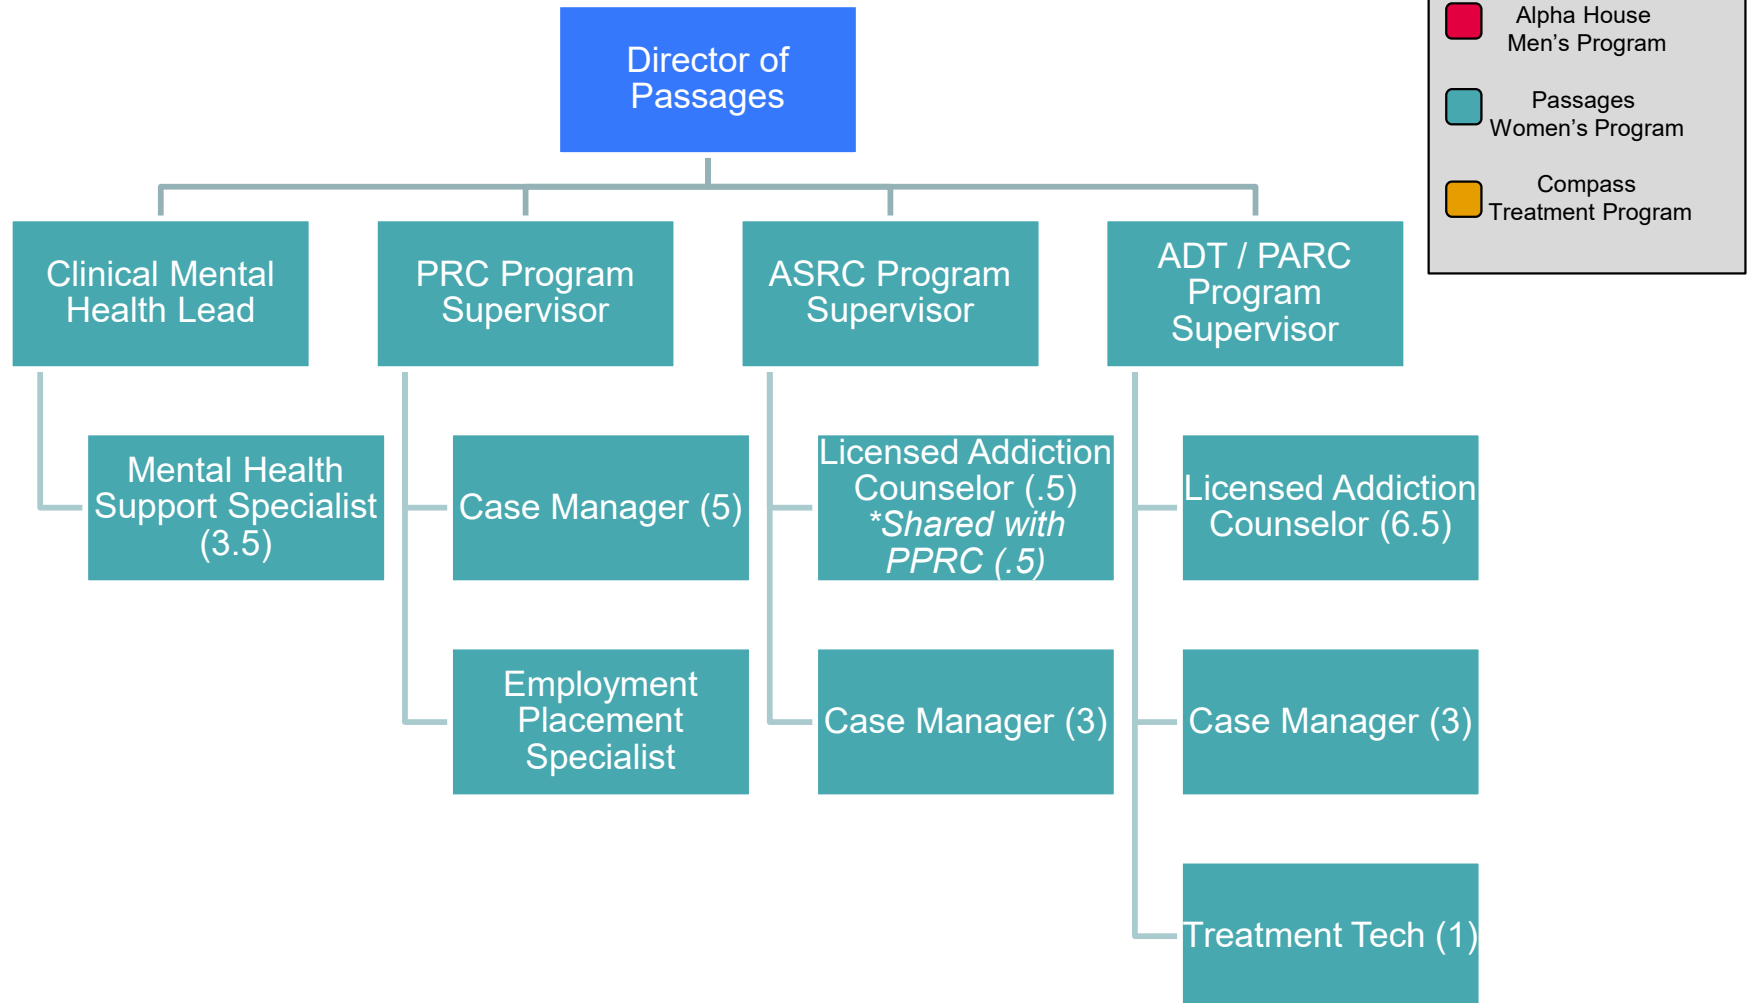 Director of
Passages
Alpha House
Men's Program
Passages
Women's Program
Compass
Treatment Program
Clinical Mental
Health Lead
PRC Program
Supervisor
ASRC Program
Supervisor
ADT / PARC
Program
Supervisor
Mental Health
Support Specialist
(3.5)
Case Manager (5)
Licensed Addiction
Counselor (.5)
*Shared with
PPRC (.5)
Licensed Addiction
Counselor (6.5)
Employment
Placement
Specialist
Case Manager (3)
Case Manager (3)
Treatment Tech (1)